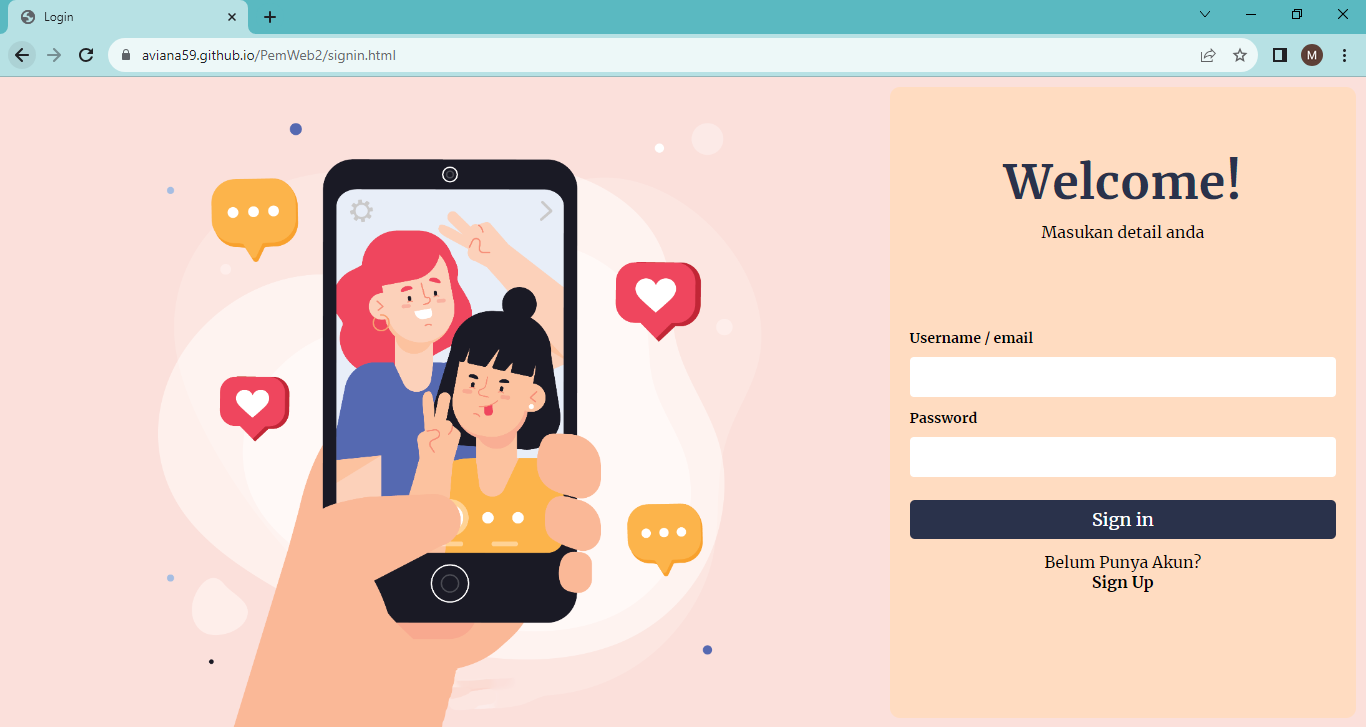 Login
aviana59.github.io/PemWeb2/signin.html
M
Welcome!
Masukan detail anda
Username / email
Password
Sign in
Belum Punya Akun?
Sign Up